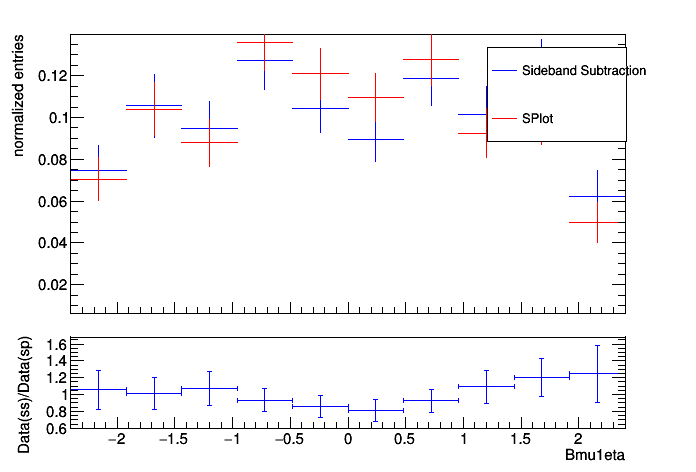 normalized entries
0.12
0.1
0.08
0.06
0.04
0.02
Sideband Subtraction
SPlot
Data(ss)/Data(sp)
1.6
1.4
1.2
1
0.8
0.6
−2 −1.5 −1 −0.5 0 0.5 1 1.5 2
Bmu1eta